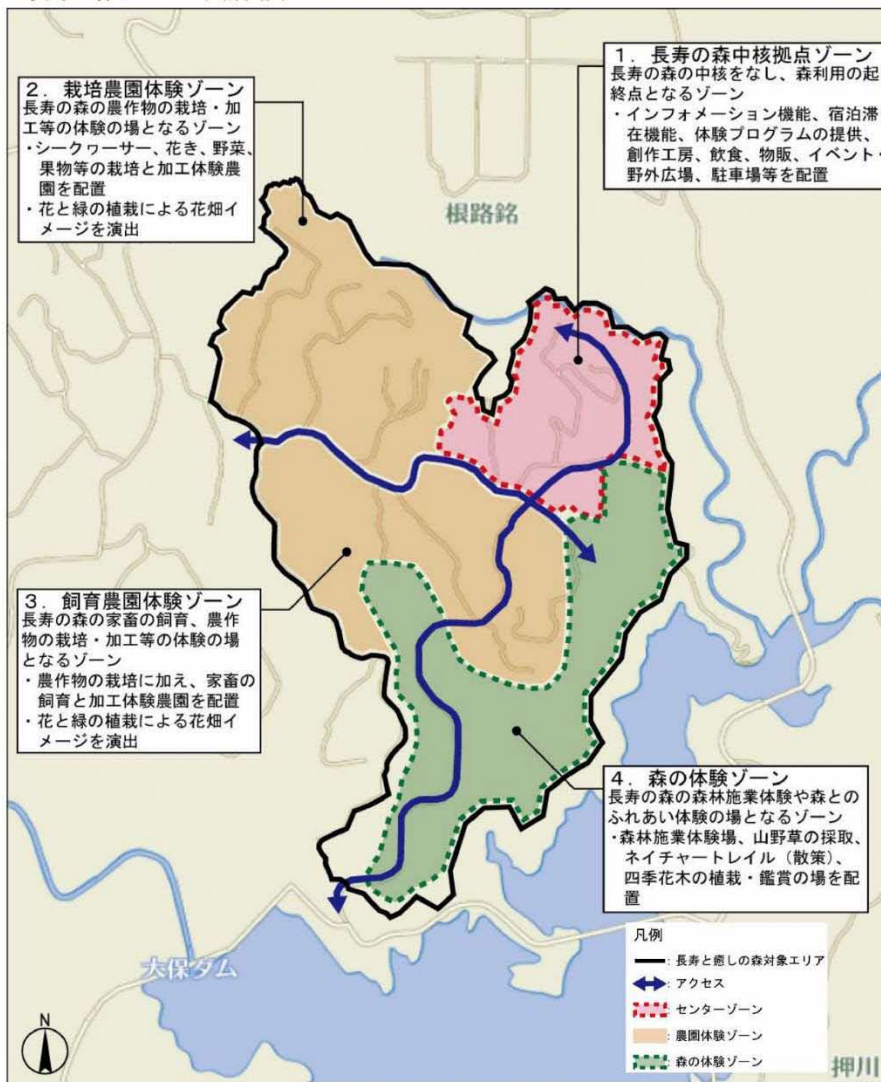 2．栽培農園体験ゾーン
長寿の森の農作物の栽培・加
工等の体験の場となるゾーン
・シークヮーサー、花き、野菜、
果物等の栽培と加工体験農
園を配置
・花と緑の植栽による花畑イ
メージを演出
1．長寿の森中核拠点ゾーン
長寿の森の中核をなし、森利用の起
終点となるゾーン
・インフォメーション機能、宿泊滞
在機能、体験プログラムの提供、
創作工房、飲食、物販、イベント・
野外広場、駐車場等を配置
根路銘
3．飼育農園体験ゾーン
長寿の森の家畜の飼育、農作
物の栽培・加工等の体験の場
となるゾーン
・農作物の栽培に加え、家畜の
飼育と加工体験農園を配置
・花と緑の植栽による花畑イ
メージを演出
4．森の体験ゾーン
長寿の森の森林施業体験や森との
ふれあい体験の場となるゾーン
・森林施業体験場、山野草の採取、
ネイチャートレイル（散策）、
四季花木の植栽・鑑賞の場を配
置
大保ダム
凡例
：長寿と癒しの森対象エリア
：アクセス
：センターゾーン
：農園体験ゾーン
：森の体験ゾーン
N
押川